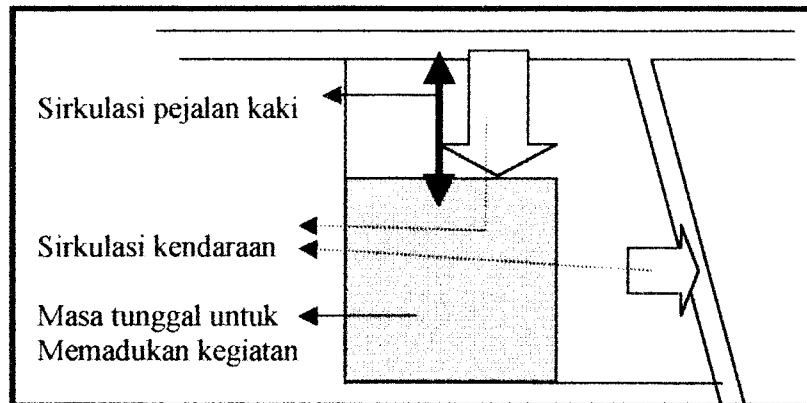 Sirkulasi pejalan kaki
Sirkulasi kendaraan
Masa tunggal untuk
Memadukan kegiatan